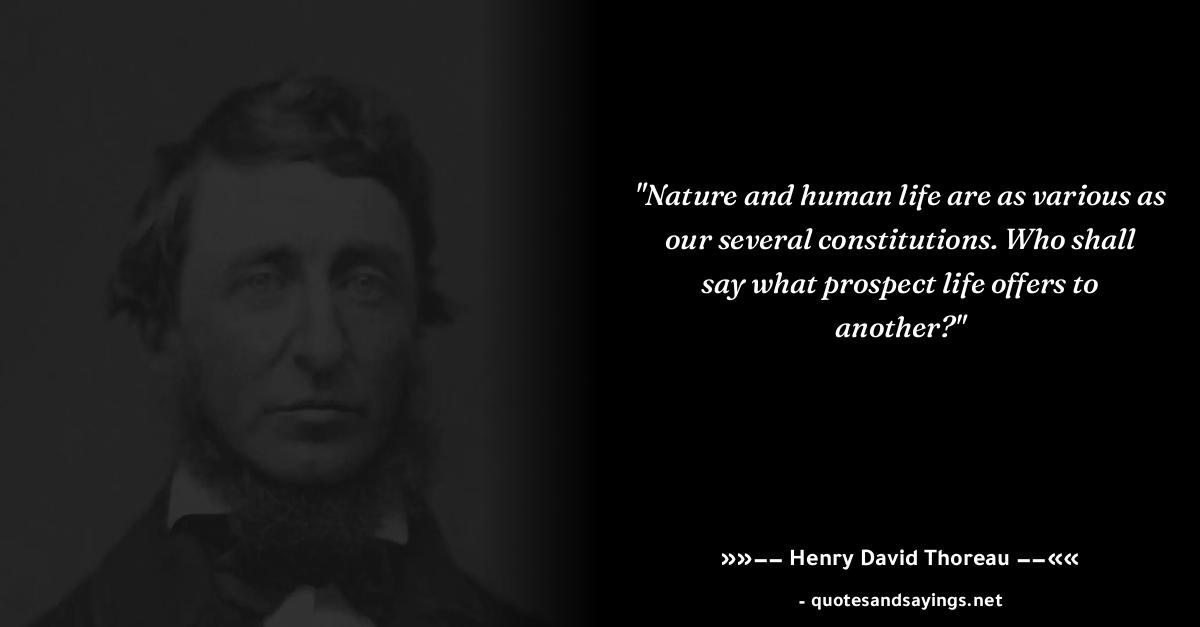 "Nature and human life are as various as
our several constitutions. Who shall
say what prospect life offers to
another?"
»»−− Henry David Thoreau −−««
- quotesandsayings.net